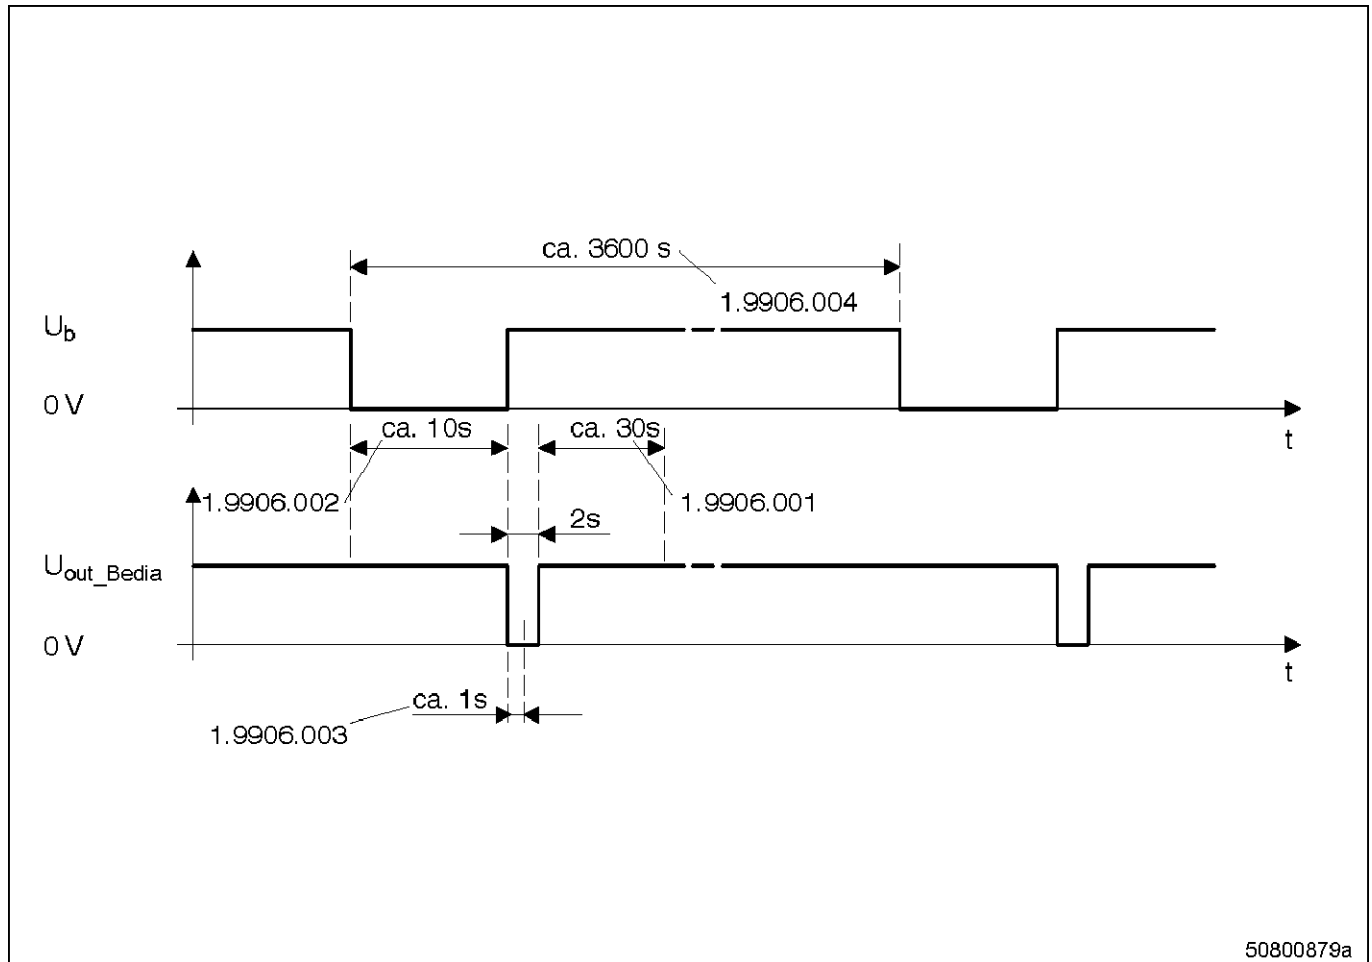 ca. 3600 s
1.9906.004
U_b
0 V
t
ca. 10s
ca. 30s
1.9906.002
1.9906.001
2s
U_out_Bedia
0 V
t
ca. 1s
1.9906.003
50800879a